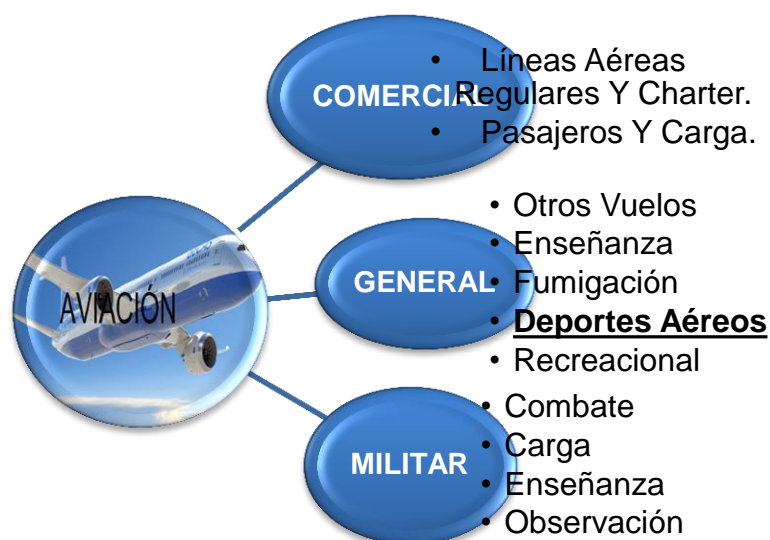 AVIACIÓN
COMERCIAL
• Líneas Aéreas
Regulares Y Charter.
• Pasajeros Y Carga.
GENERAL
• Otros Vuelos
• Enseñanza
• Fumigación
• Deportes Aéreos
• Recreacional
MILITAR
• Combate
• Carga
• Enseñanza
• Observación